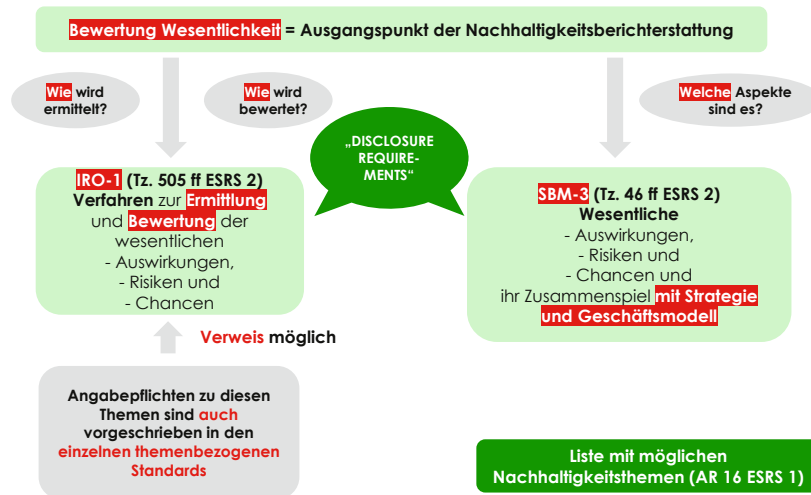 Bewertung Wesentlichkeit = Ausgangspunkt der Nachhaltigkeitsberichterstattung
Wie wird
ermittelt?
Wie wird
bewertet?
Welche Aspekte
sind es?
„DISCLOSURE
REQUIRE-
MENTS“
IRO-1 (Tz. 505 ff ESRS 2)
Verfahren zur Ermittlung
und Bewertung der
wesentlichen
- Auswirkungen,
- Risiken und
- Chancen
SBM-3 (Tz. 46 ff ESRS 2)
Wesentliche
- Auswirkungen,
- Risiken und
- Chancen und
ihr Zusammenspiel mit Strategie
und Geschäftsmodell
Verweis möglich
Angabepflichten zu diesen
Themen sind auch
vorgeschrieben in den
einzelnen themenbezogenen
Standards
Liste mit möglichen
Nachhaltigkeitsthemen (AR 16 ESRS 1)